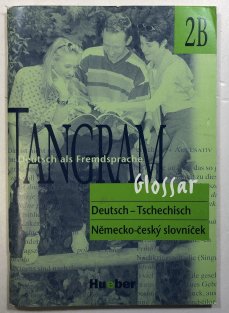 2B
TANGRAM
Deutsch als Fremdsprache
Glossar
Deutsch – Tschechisch
Německo-český slovníček
Hueber